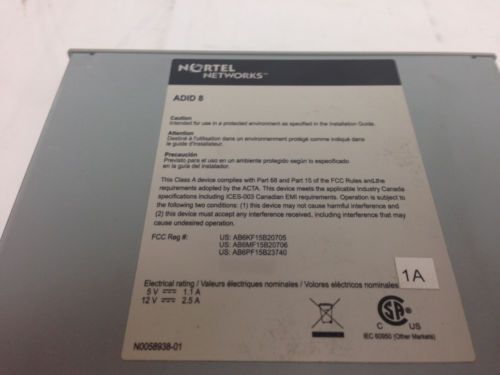 NORTEL
NETWORKS™
ADID 8
Caution
Intended for use in a protected environment as specified in the Installation Guide.
Attention
Destiné à l'utilisation dans un environnement protégé comme indiqué dans
le guide d'installateur.
Precaución
Previsto para el uso en un ambiente protegido según lo especificado
en la guía del instalador.
This Class A device complies with Part 68 and Part 15 of the FCC Rules and the
requirements adopted by the ACTA. This device meets the applicable Industry Canada
specifications including ICES-003 Canadian EMI requirements. Operation is subject to
the following two conditions: (1) this device may not cause harmful interference and
(2) this device must accept any interference received, including interference that may
cause undesired operation.
FCC Reg #:
US: AB6KF15B20705
US: AB6MF15B20706
US: AB6PF15B23740
Electrical rating / Valeurs électriques nominales / Valores eléctricos nominales
5 V ⎓ 1.1 A
12 V ⎓ 2.5 A
1A
SA
C US
IEC 60950 (Other Markets)
N0058938-01